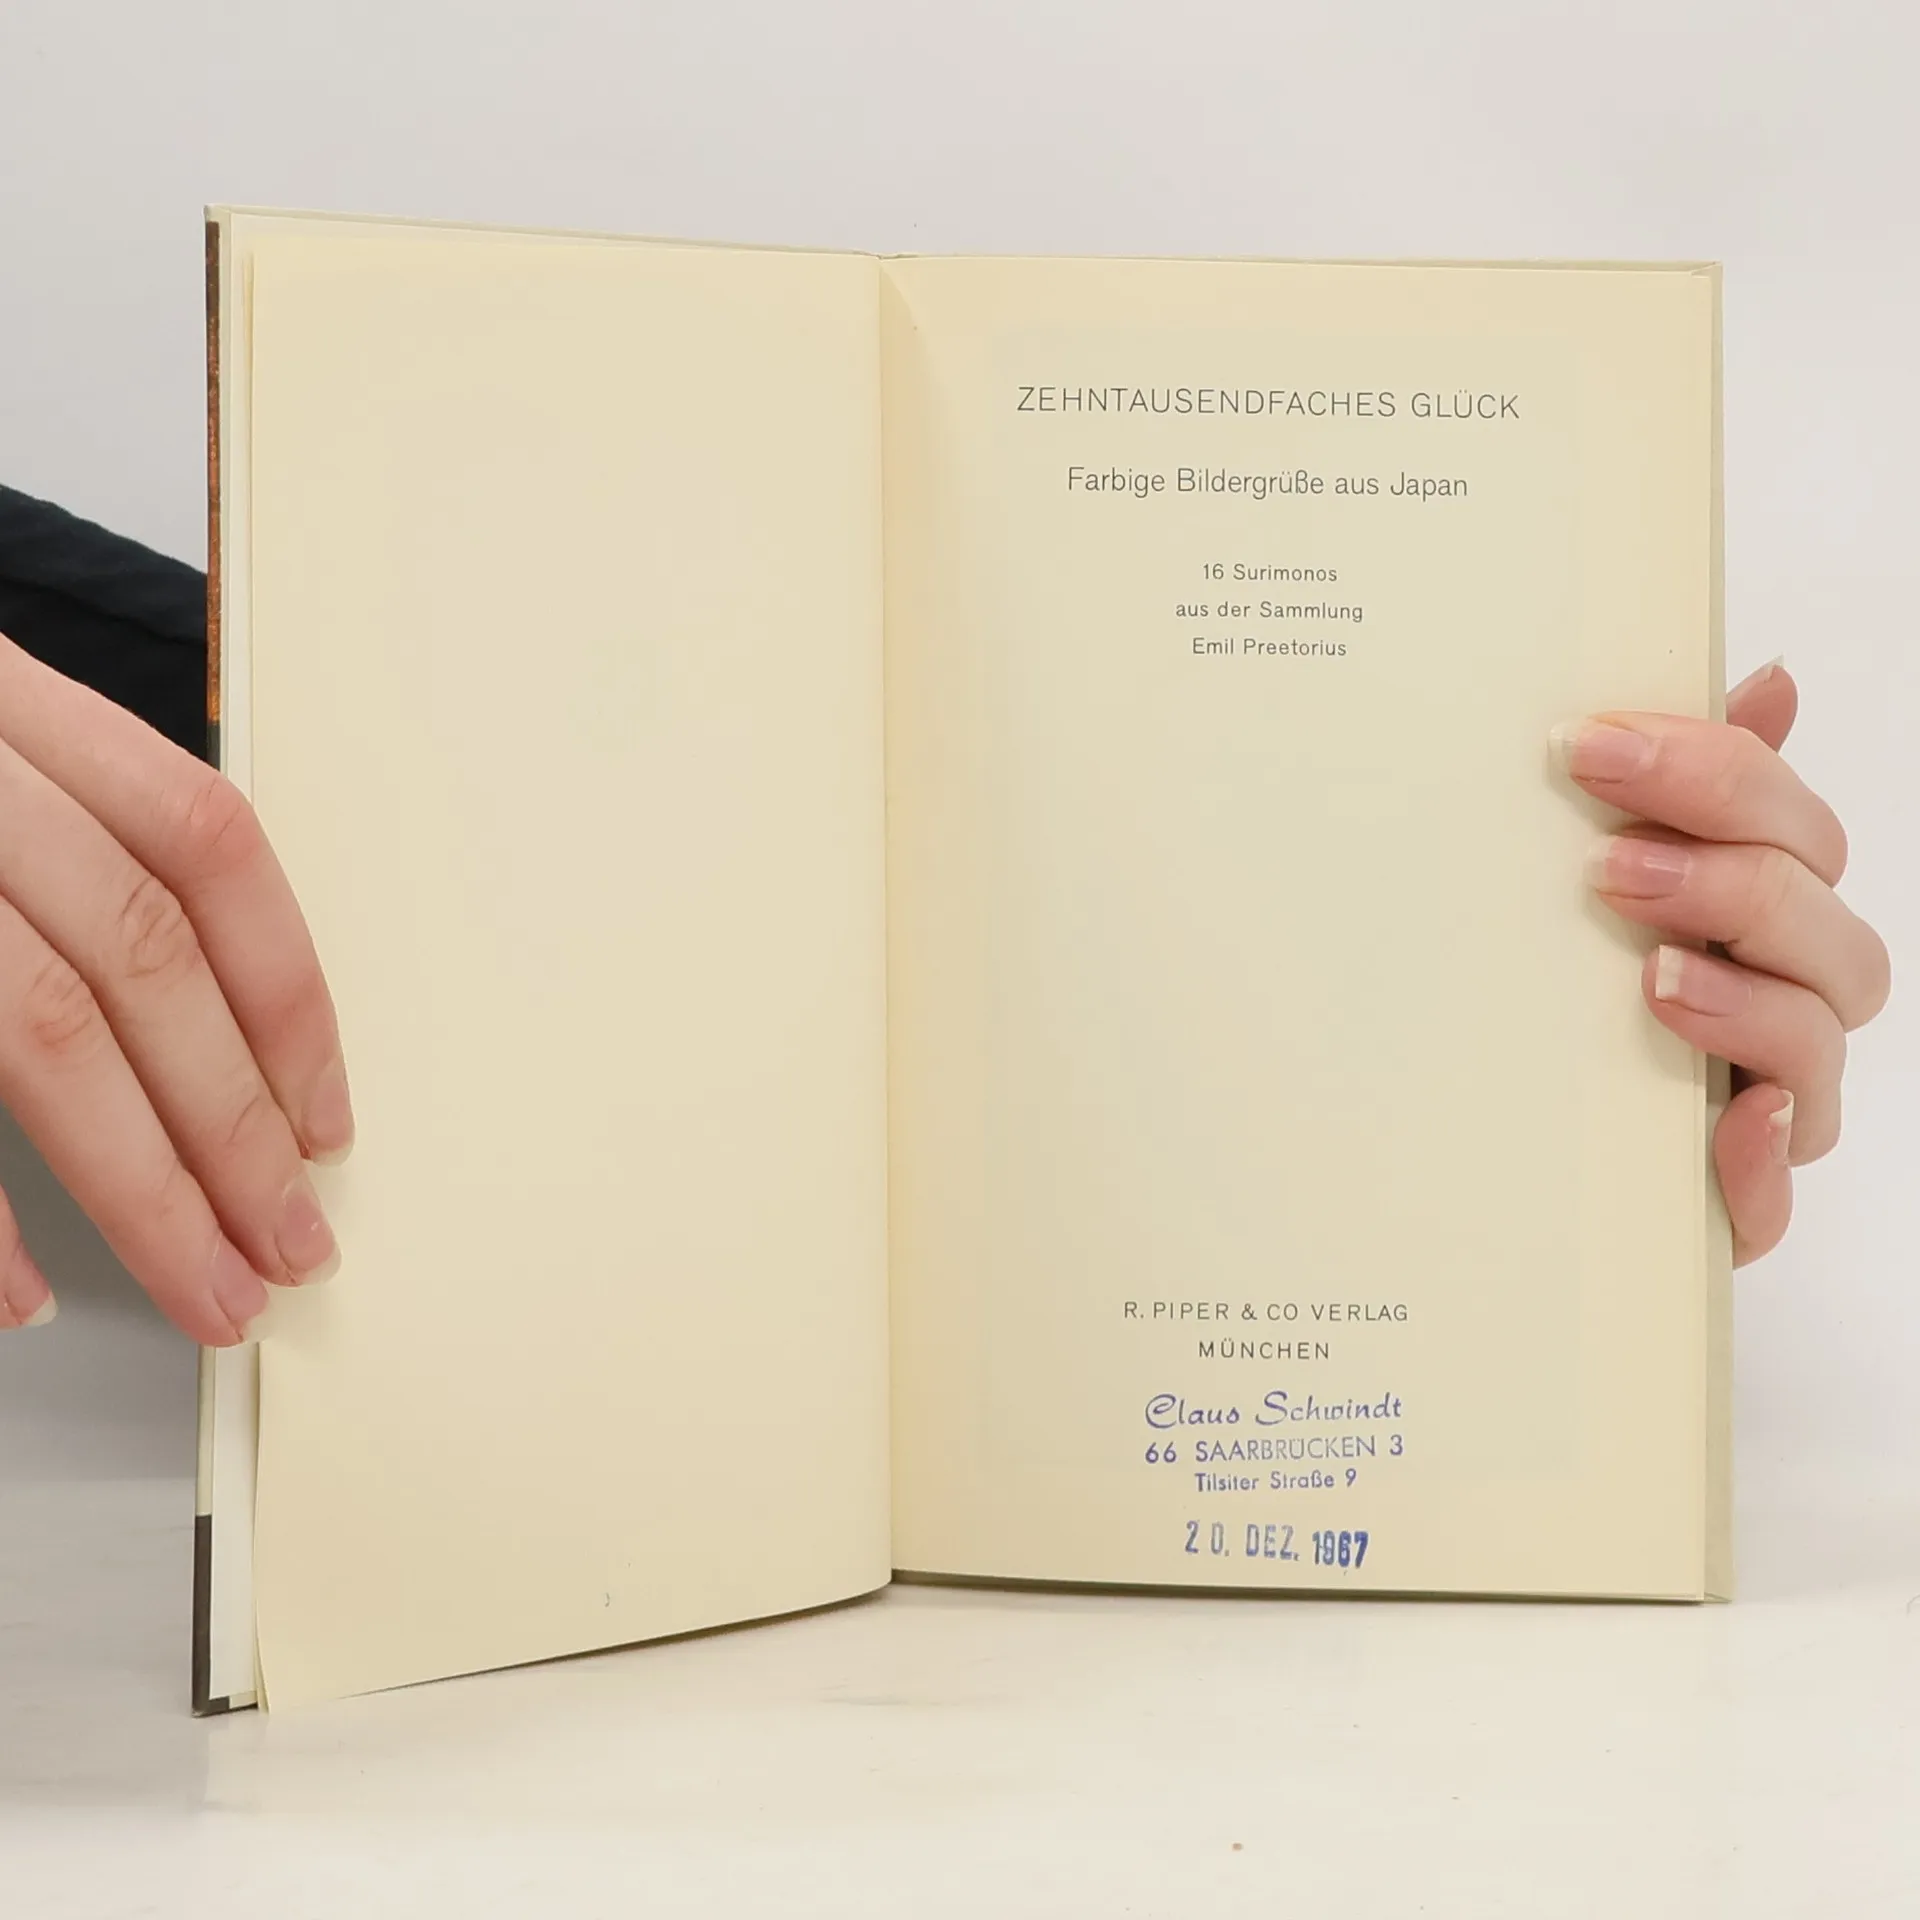 ZEHNTAUSENDFACHES GLÜCK
Farbige Bildergrüße aus Japan
16 Surimonos
aus der Sammlung
Emil Preetorius
R. PIPER & CO VERLAG
MÜNCHEN
Claus Schwindt
66 SAARBRÜCKEN 3
Tilsiter Straße 9
20. DEZ. 1967